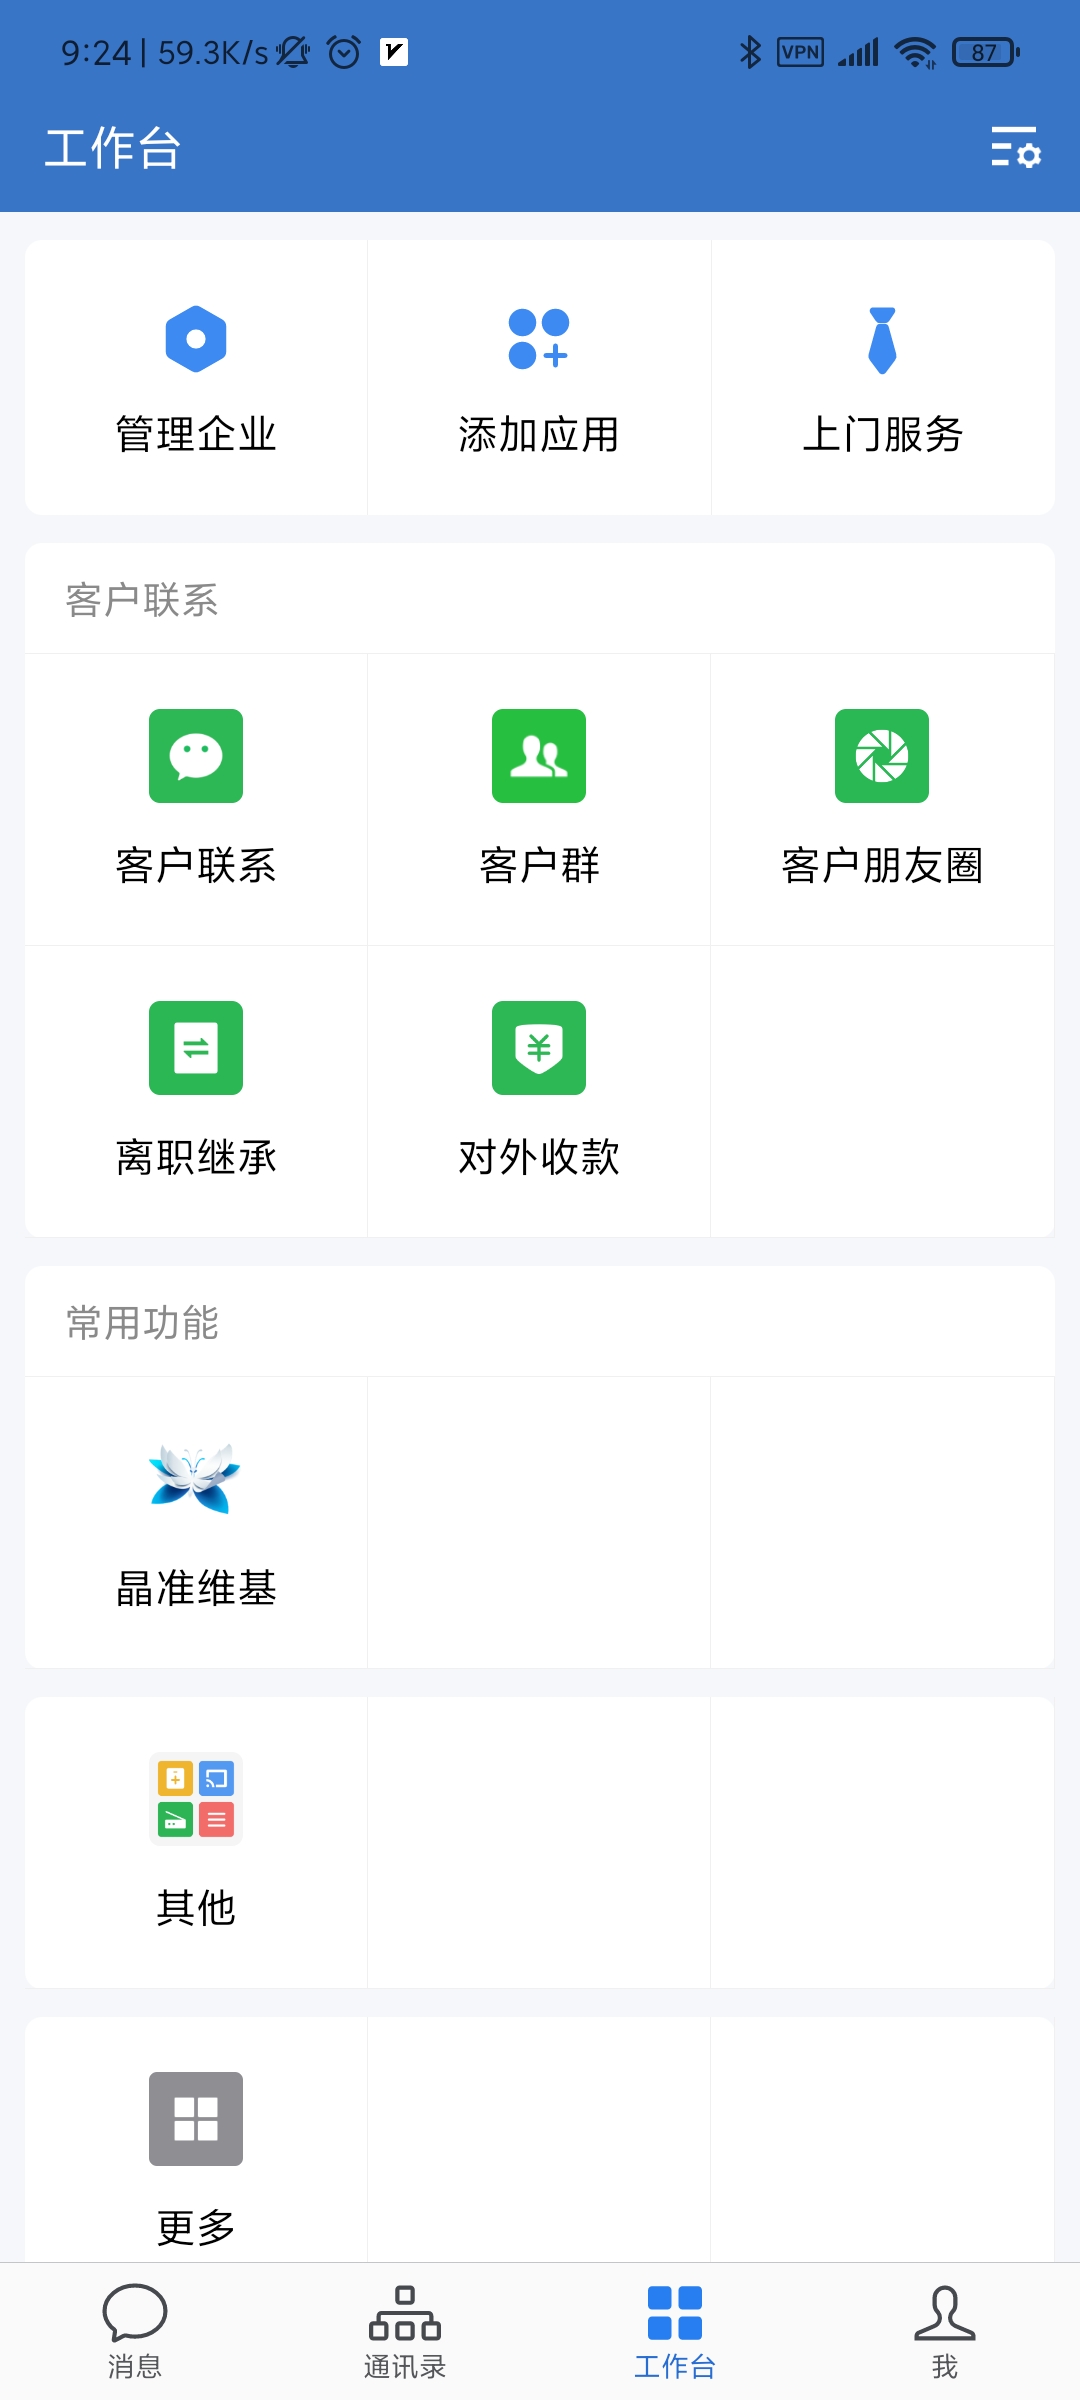 9:24 | 59.3K/s VPN 87
工作台
管理企业 添加应用 上门服务
客户联系
客户联系 客户群 客户朋友圈
离职继承 对外收款
常用功能
晶准维基
其他
更多
消息 通讯录 工作台 我